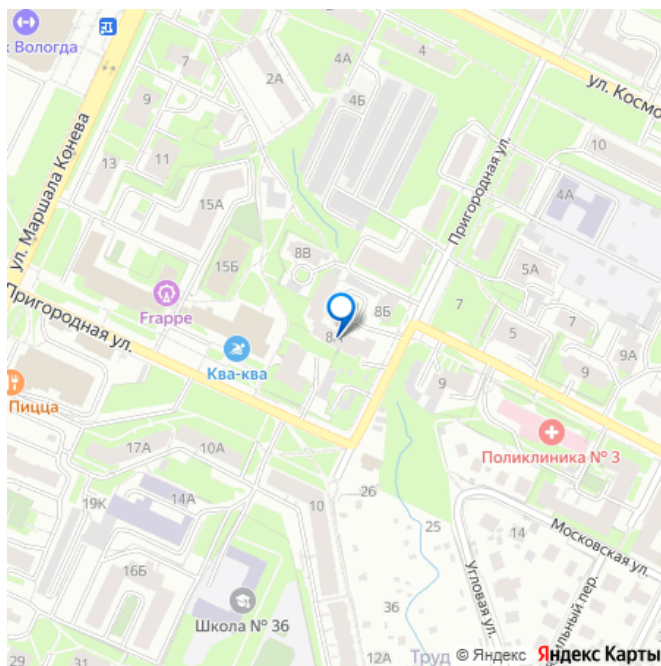 к Вологда
7
9
2А
4А
4
4Б
ул. Космо
10
ул. Маршала Конева
13
11
15А
Пригородная ул.
4А
8В
15Б
5А
Frappe
8Б
7
5
7
9А
Пригородная ул.
Ква-ква
9
9
Пицца
Поликлиника № 3
17А
10А
19К
14А
10
26
25
14
Московская ул.
16Б
Угловая ул.
36
Школа № 36
12А
Труд
© Яндекс
Яндекс Карты